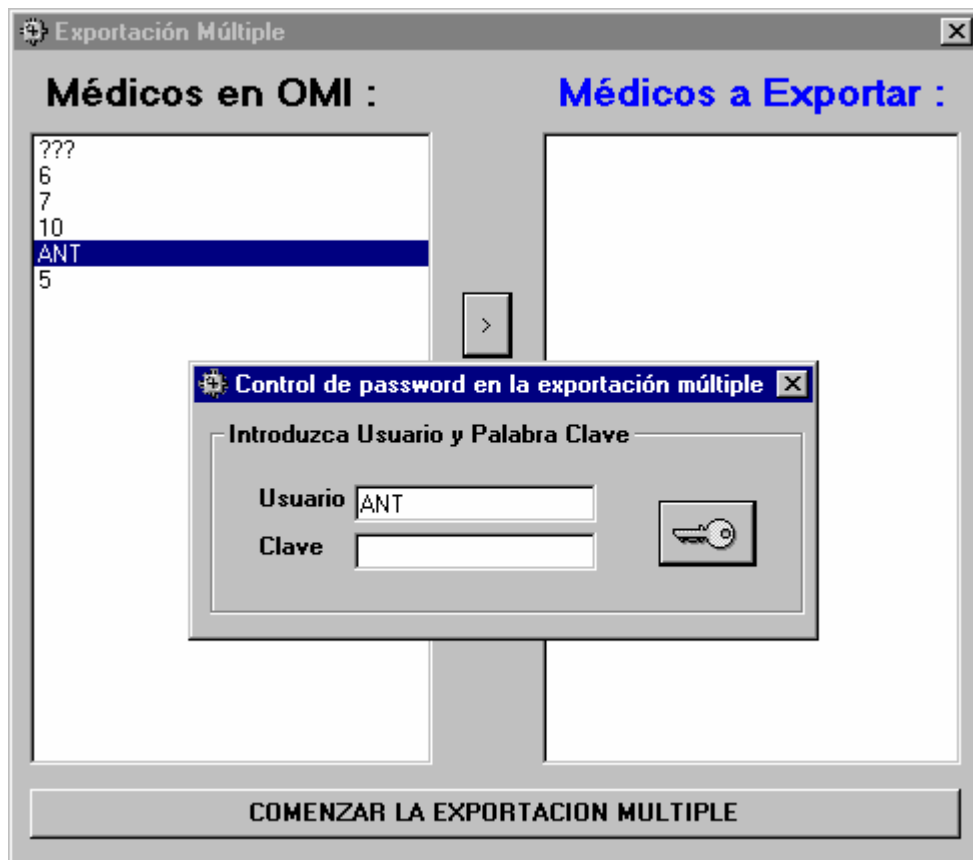 Exportación Múltiple
Médicos en OMI :
Médicos a Exportar :
???
6
7
10
ANT
5
>
Control de password en la exportación múltiple
Introduzca Usuario y Palabra Clave
Usuario ANT
Clave
COMENZAR LA EXPORTACION MULTIPLE